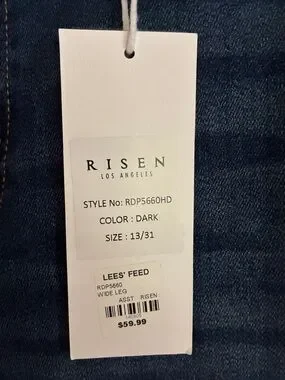 RISEN
LOS ANGELES
STYLE No: RDP5660HD
COLOR : DARK
SIZE : 13/31
LEES' FEED
RDP5660
WIDE LEG
ASST RISEN
$59.99